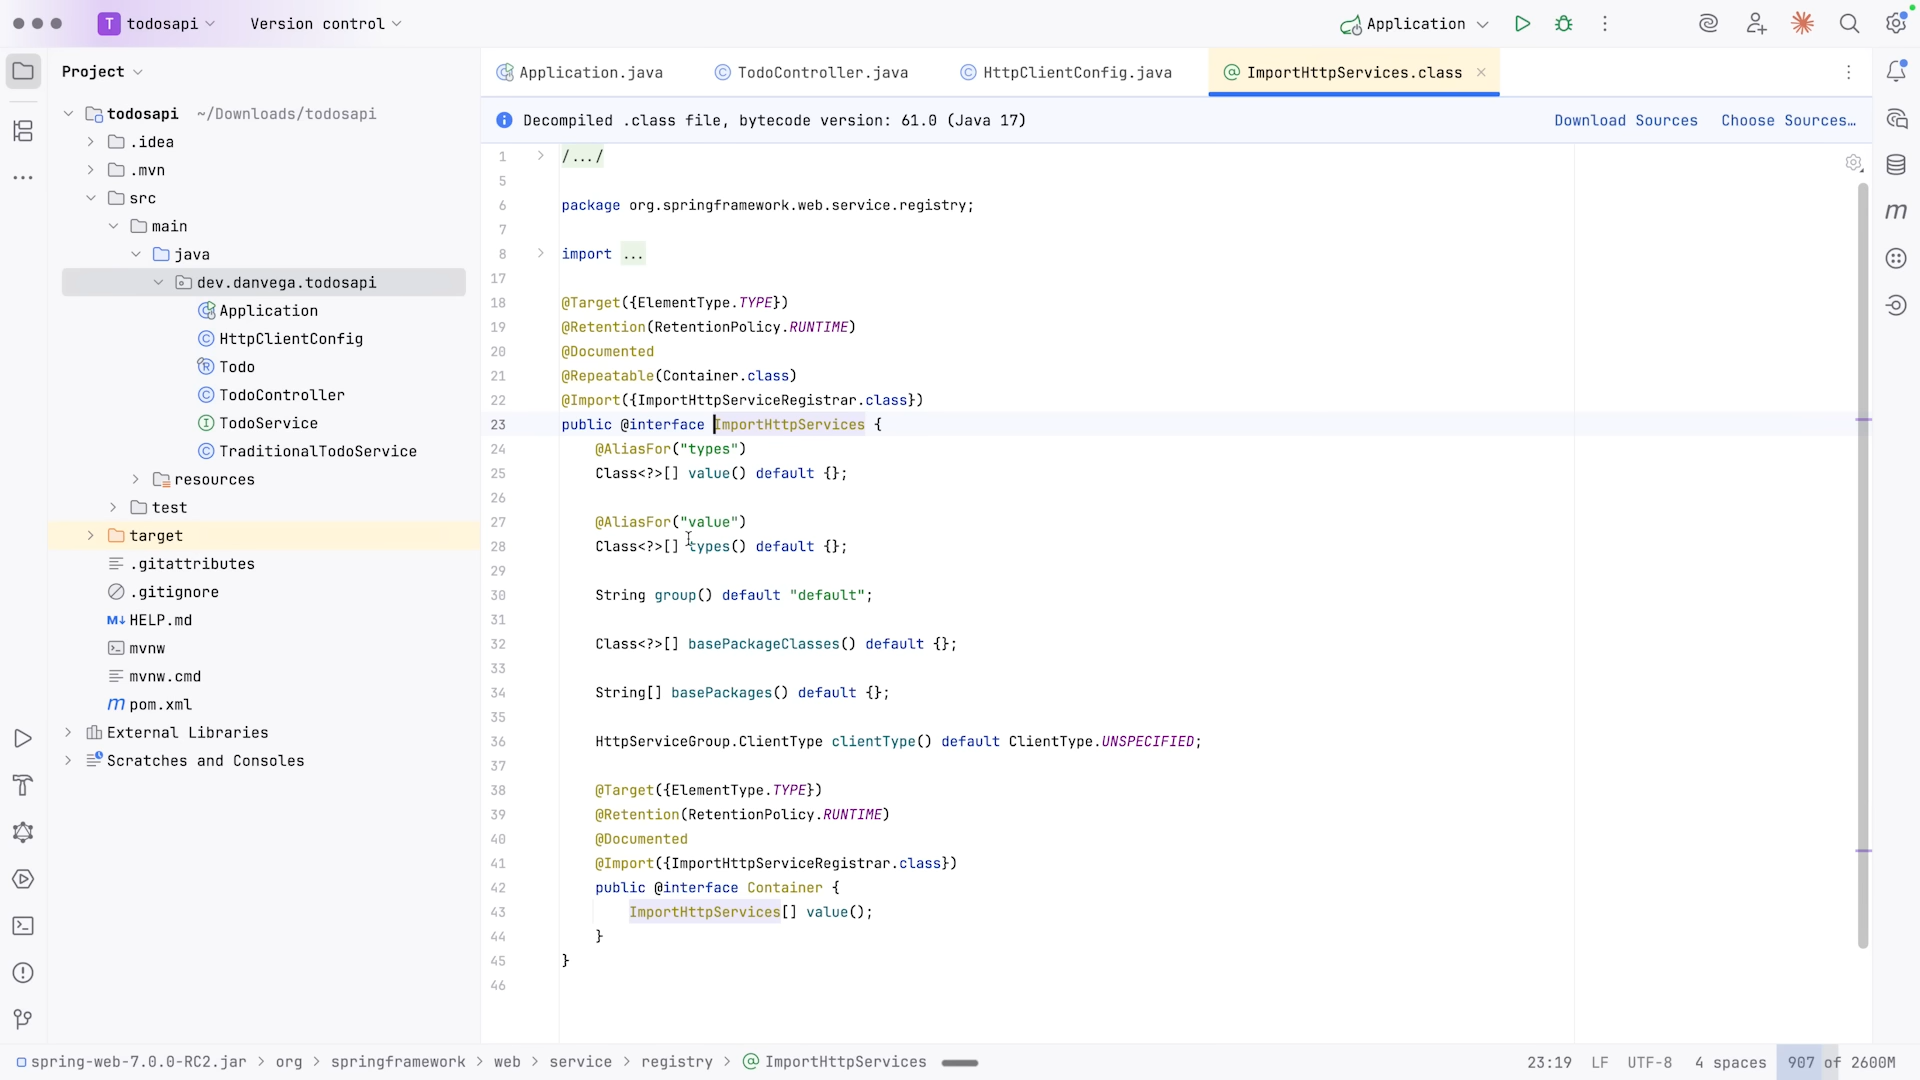 T todosapi
Version control
Application
Project
todosapi ~/Downloads/todosapi
.idea
.mvn
src
main
java
dev.danvega.todosapi
Application
HttpClientConfig
Todo
TodoController
TodoService
TraditionalTodoService
resources
test
target
.gitattributes
.gitignore
M↓ HELP.md
mvnw
mvnw.cmd
m pom.xml
External Libraries
Scratches and Consoles
Application.java
TodoController.java
HttpClientConfig.java
@ ImportHttpServices.class
Decompiled .class file, bytecode version: 61.0 (Java 17)
Download Sources
Choose Sources…
1 /.../
5
6 package org.springframework.web.service.registry;
7
8 import ...
17
18 @Target({ElementType.TYPE})
19 @Retention(RetentionPolicy.RUNTIME)
20 @Documented
21 @Repeatable(Container.class)
22 @Import({ImportHttpServiceRegistrar.class})
23 public @interface ImportHttpServices {
24 @AliasFor("types")
25 Class<?>[] value() default {};
26
27 @AliasFor("value")
28 Class<?>[] types() default {};
29
30 String group() default "default";
31
32 Class<?>[] basePackageClasses() default {};
33
34 String[] basePackages() default {};
35
36 HttpServiceGroup.ClientType clientType() default ClientType.UNSPECIFIED;
37
38 @Target({ElementType.TYPE})
39 @Retention(RetentionPolicy.RUNTIME)
40 @Documented
41 @Import({ImportHttpServiceRegistrar.class})
42 public @interface Container {
43 ImportHttpServices[] value();
44 }
45 }
46
m
spring-web-7.0.0-RC2.jar > org > springframework > web > service > registry > @ ImportHttpServices
23:19 LF UTF-8 4 spaces 907 of 2600M